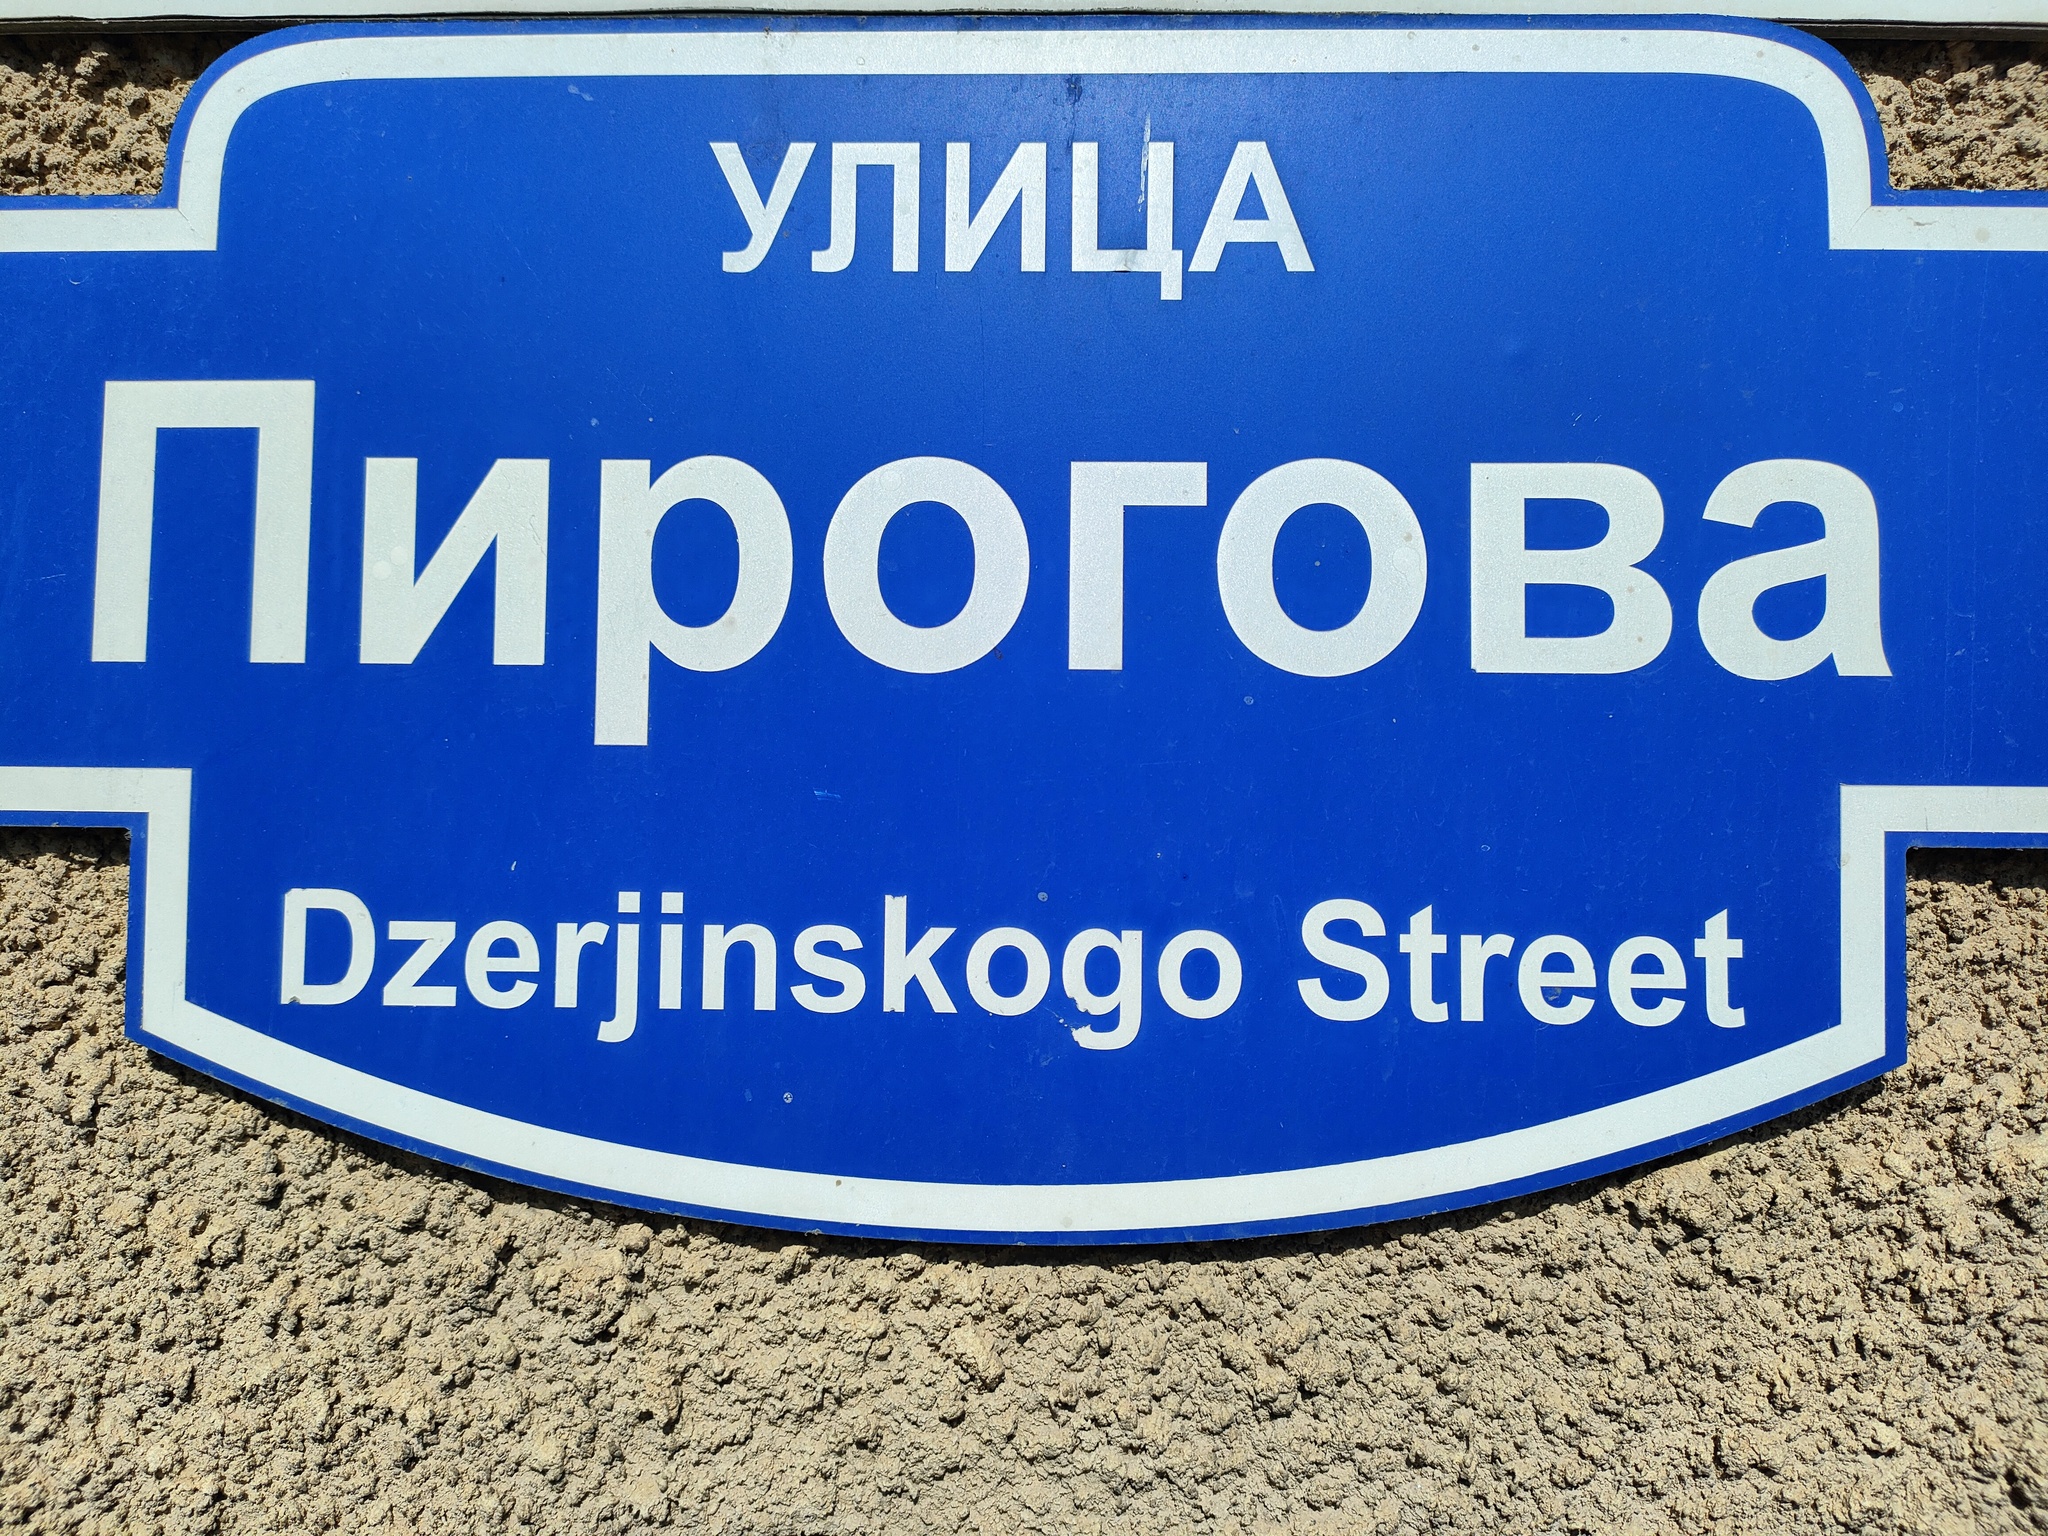 УЛИЦА
Пирогова
Dzerjinskogo Street